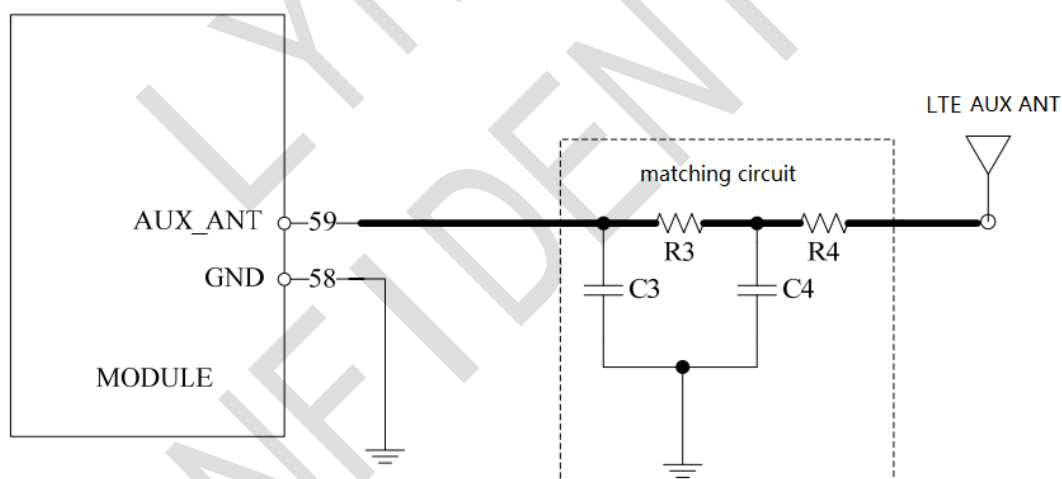 LTE AUX ANT
matching circuit
AUX_ANT
59
R3
R4
GND
58
C3
C4
MODULE